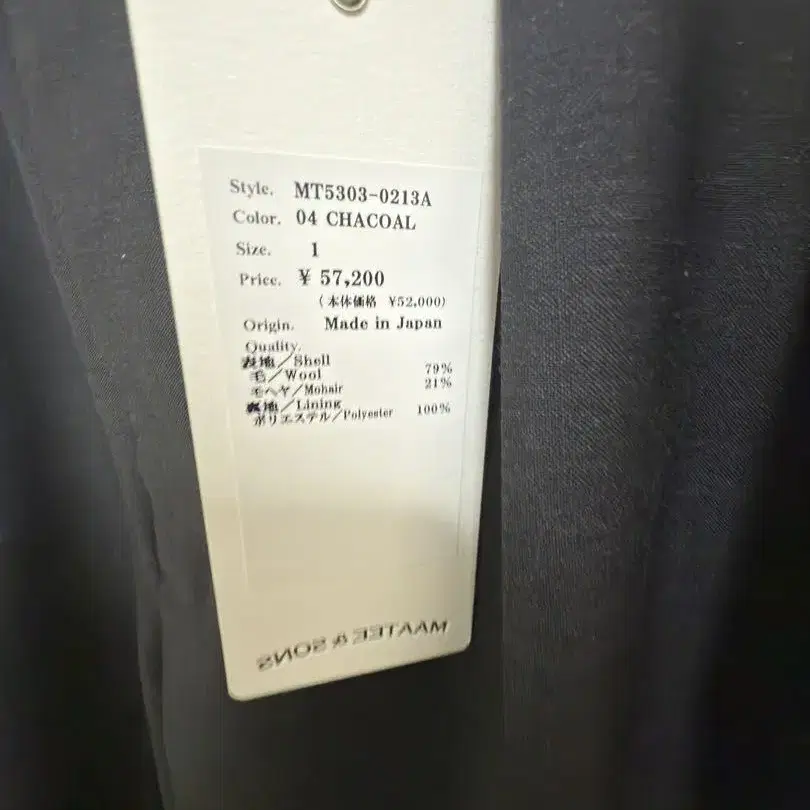 Style. MT5303-0213A
Color. 04 CHACOAL
Size. 1
Price. ¥ 57,200
(本体価格 ¥52,000)
Origin. Made in Japan
Quality.
表地/Shell
毛/Wool 79%
モヘヤ/Mohair 21%
裏地/Lining
ポリエステル/Polyester 100%
MAATEE & SONS